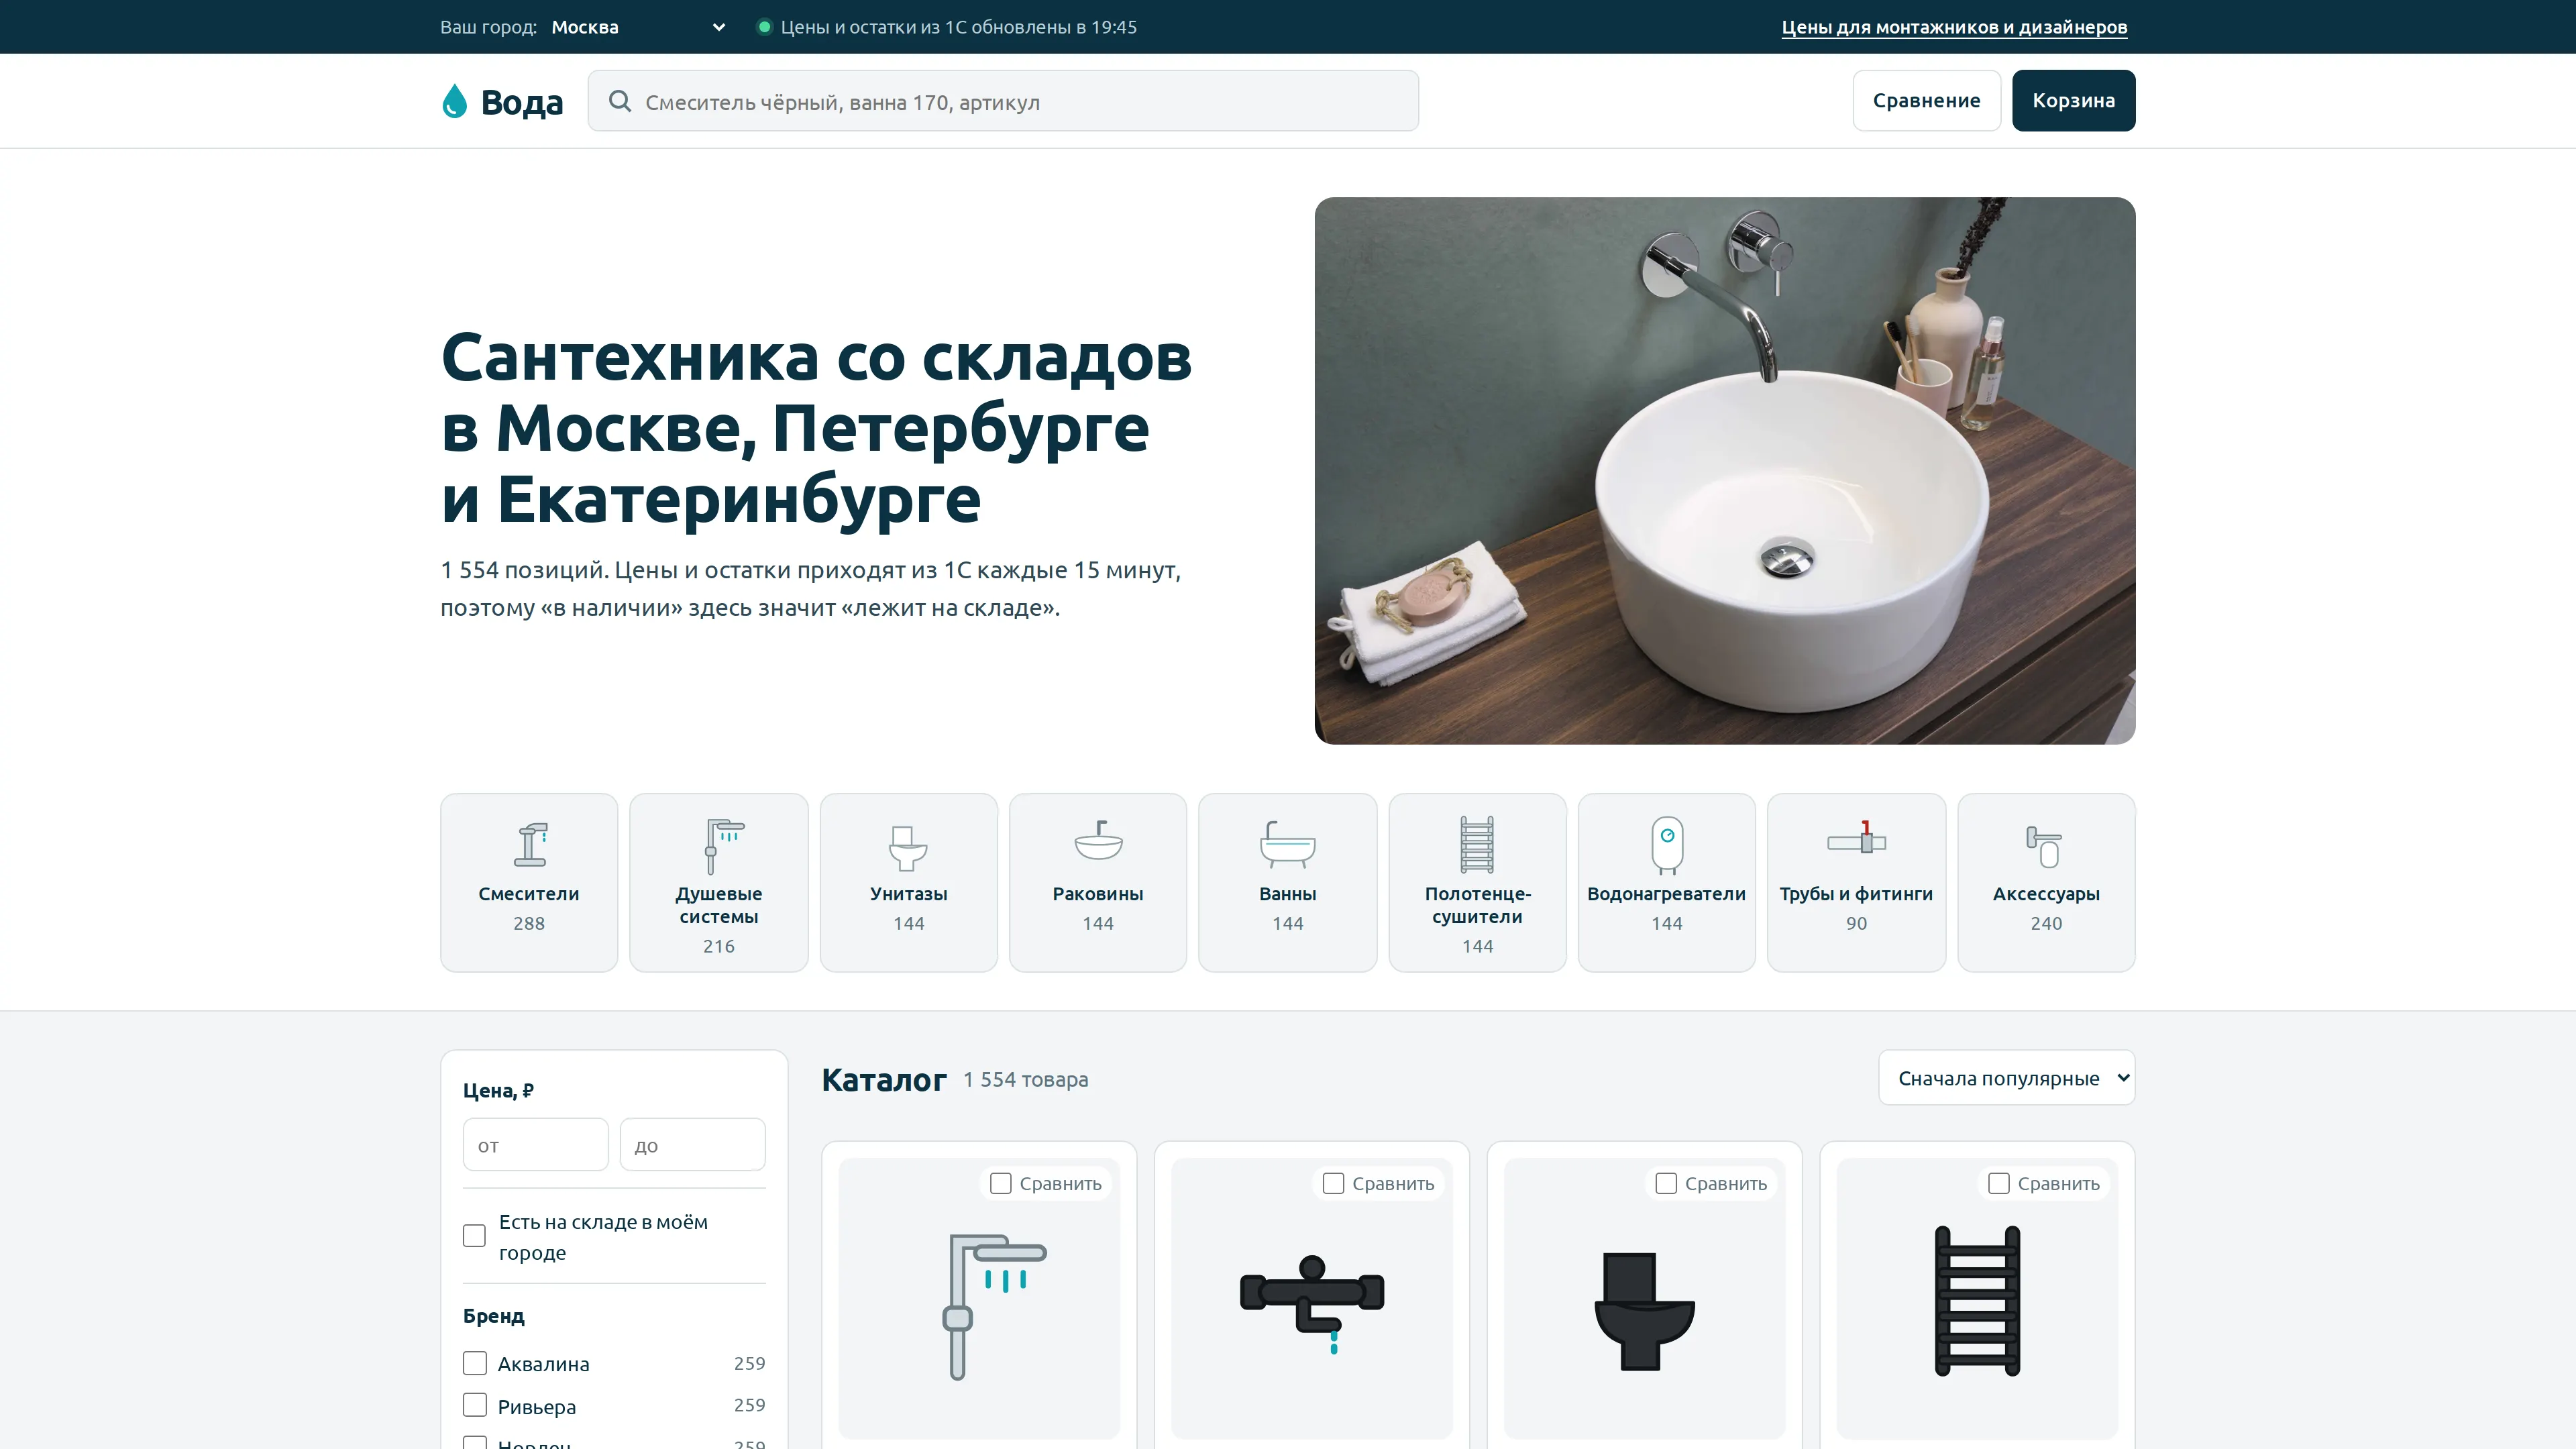 Ваш город: Москва
Цены и остатки из 1С обновлены в 19:45
Цены для монтажников и дизайнеров
Вода
Смеситель чёрный, ванна 170, артикул
Сравнение
Корзина
Сантехника со складов
в Москве, Петербурге
и Екатеринбурге
1 554 позиций. Цены и остатки приходят из 1С каждые 15 минут,
поэтому «в наличии» здесь значит «лежит на складе».
Смесители
288
Душевые
системы
216
Унитазы
144
Раковины
144
Ванны
144
Полотенце-
сушители
144
Водонагреватели
144
Трубы и фитинги
90
Аксессуары
240
Цена, ₽
от
до
Есть на складе в моём
городе
Бренд
Аквалина 259
Ривьера 259
Норден 259
Каталог 1 554 товара
Сначала популярные
Сравнить
Сравнить
Сравнить
Сравнить